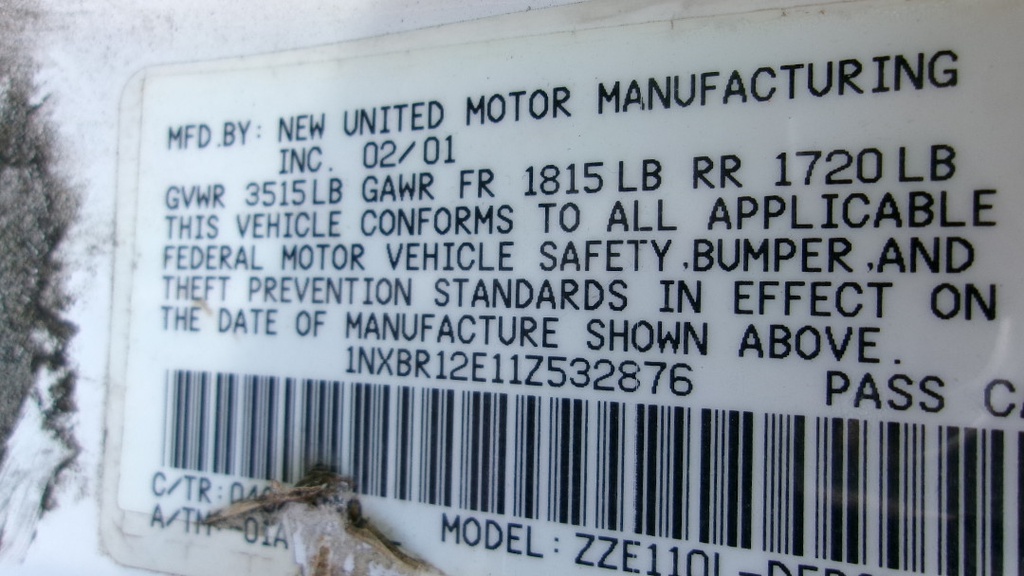 MFD.BY: NEW UNITED MOTOR MANUFACTURING
INC. 02/01
GVWR 3515LB GAWR FR 1815LB RR 1720LB
THIS VEHICLE CONFORMS TO ALL APPLICABLE
FEDERAL MOTOR VEHICLE SAFETY,BUMPER,AND
THEFT PREVENTION STANDARDS IN EFFECT ON
THE DATE OF MANUFACTURE SHOWN ABOVE.
1NXBR12E11Z532876
PASS
C/TR:
A/TM
MODEL: